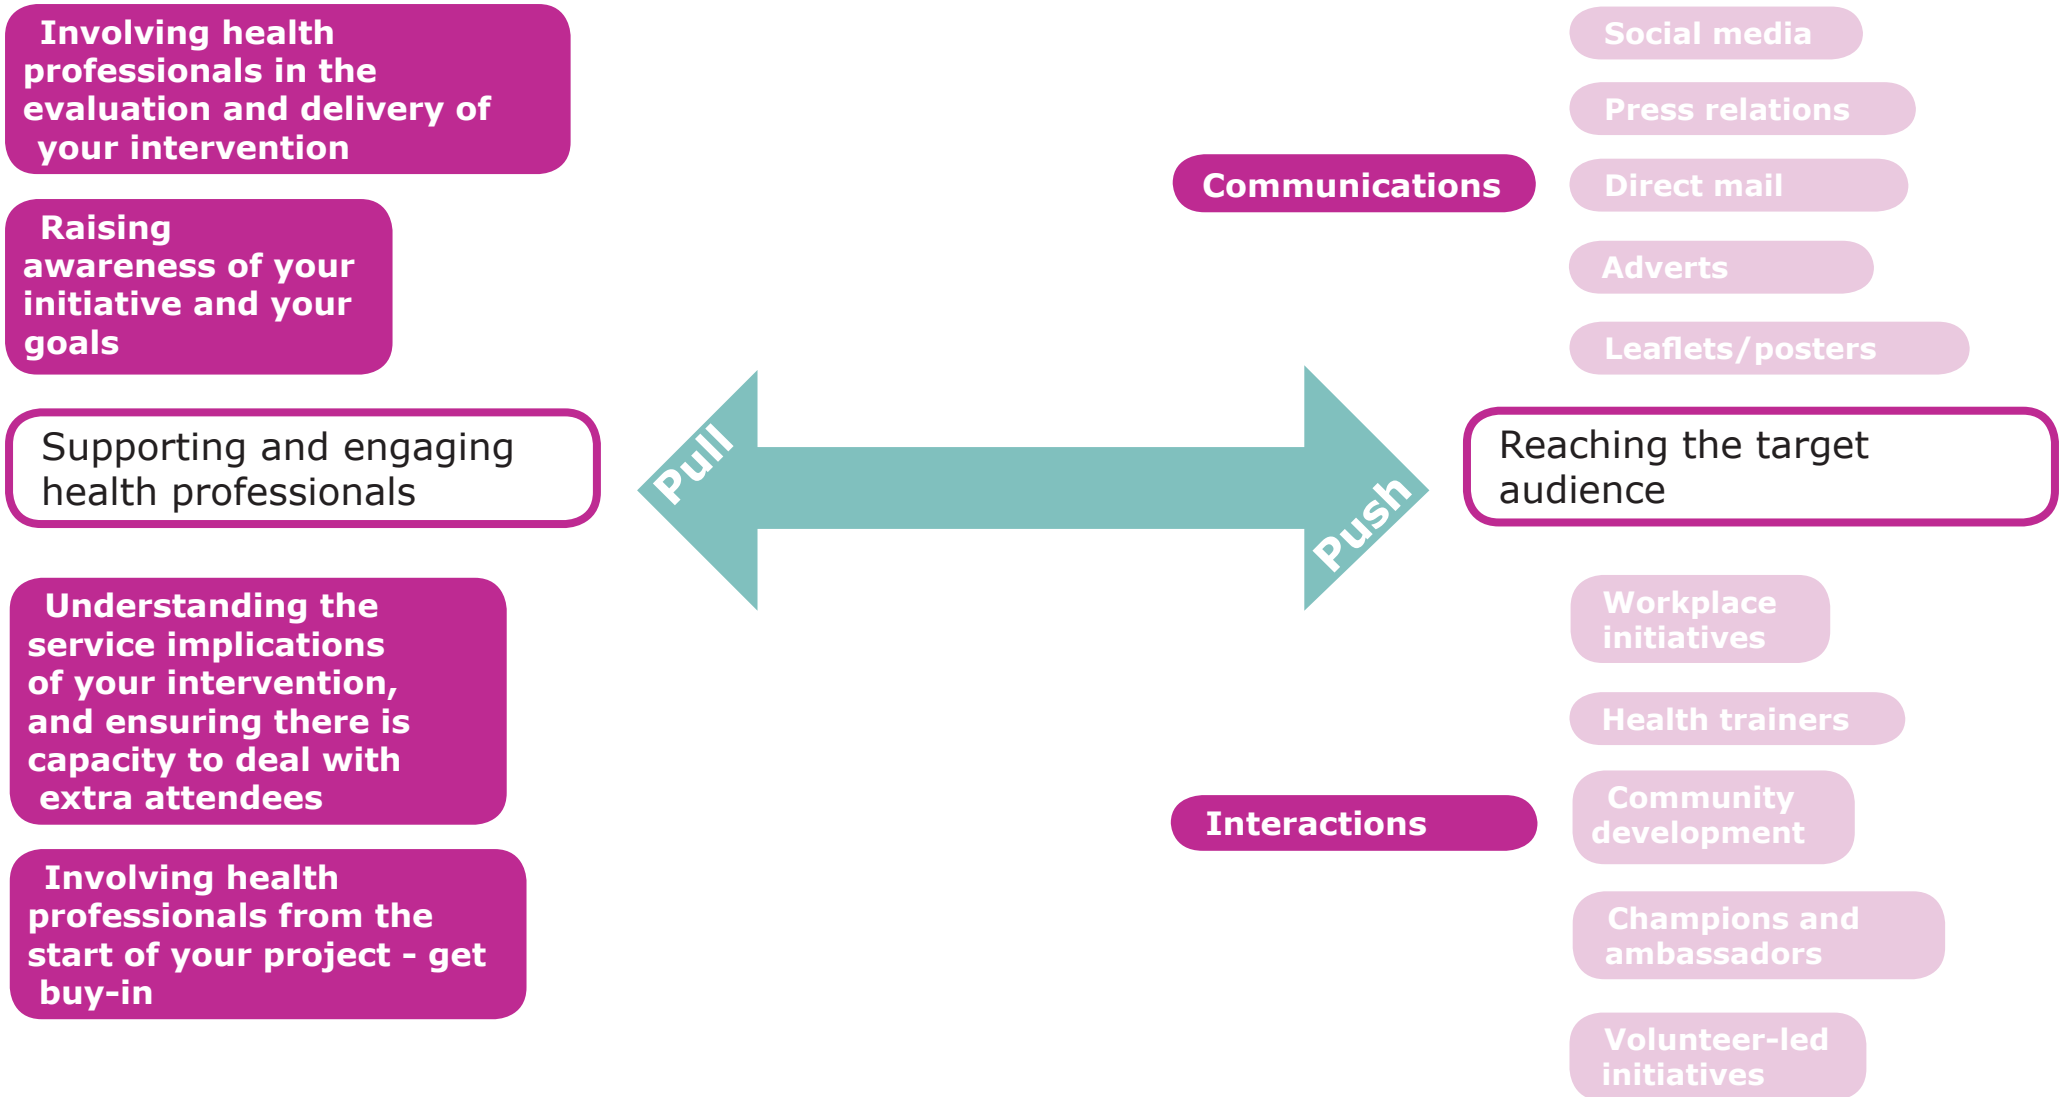 Involving health
professionals in the
evaluation and delivery of
your intervention
Raising
awareness of your
initiative and your
goals
Supporting and engaging
health professionals
Understanding the
service implications
of your intervention,
and ensuring there is
capacity to deal with
extra attendees
Involving health
professionals from the
start of your project – get
buy-in
Pull
Push
Communications
Social media
Press relations
Direct mail
Adverts
Leaflets/posters
Reaching the target
audience
Interactions
Workplace
initiatives
Health trainers
Community
development
Champions and
ambassadors
Volunteer-led
initiatives